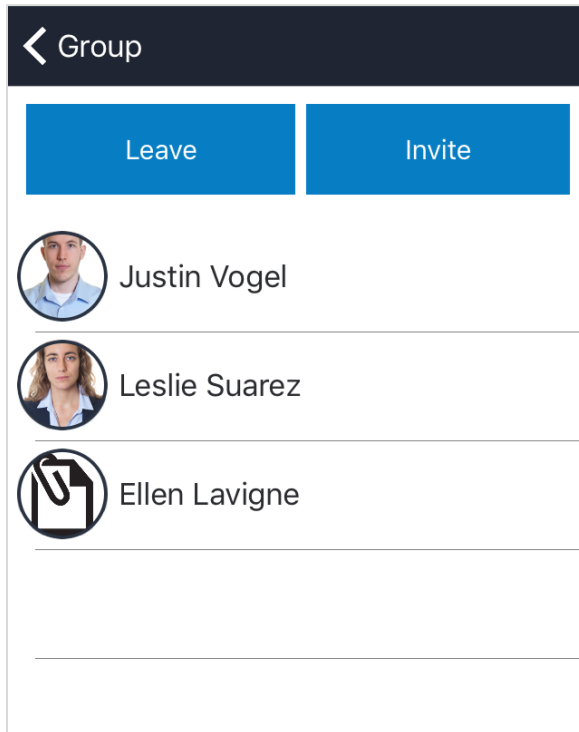 Group
Leave Invite
Justin Vogel
Leslie Suarez
Ellen Lavigne